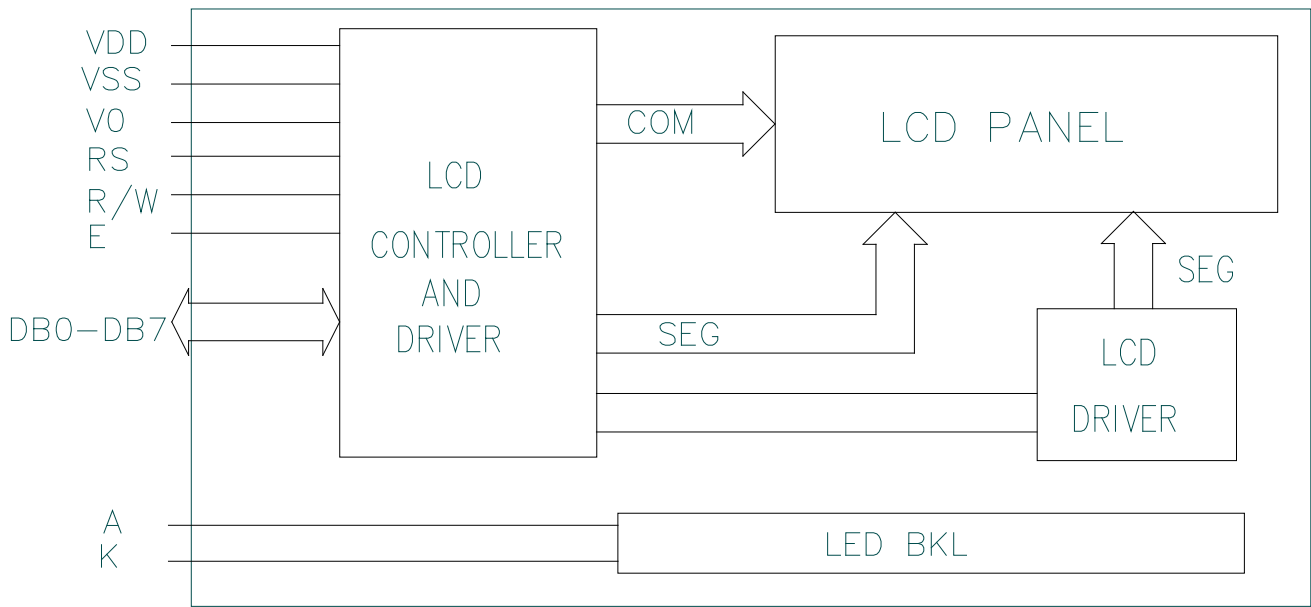 VDD
VSS
V0
RS
R/W
E
DB0-DB7
LCD
CONTROLLER
AND
DRIVER
COM
LCD PANEL
SEG
SEG
LCD
DRIVER
A
K
LED BKL